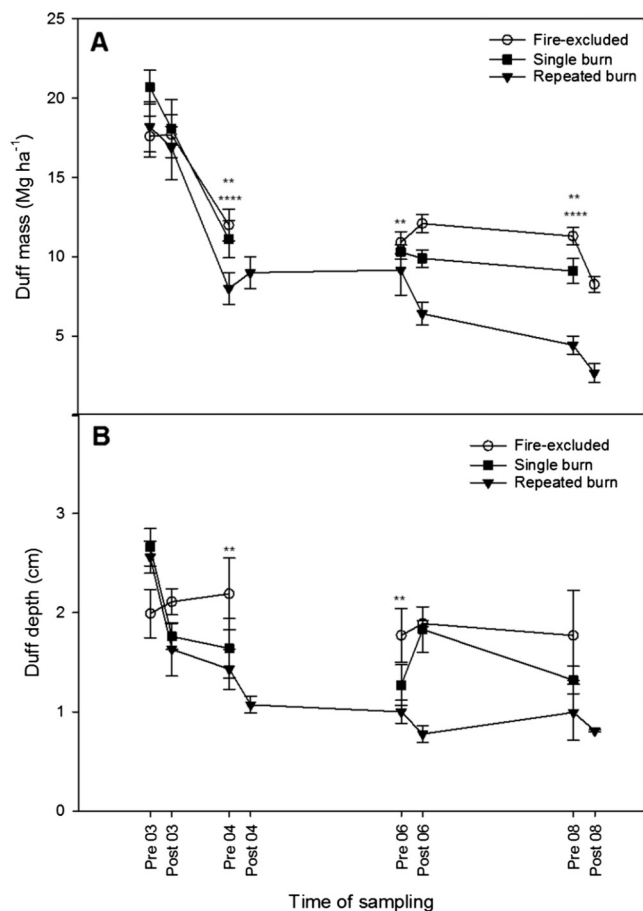 A
Fire-excluded
Single burn
Repeated burn
25
20
15
10
5
Duff mass (Mg ha⁻¹)
**
****
**
**
****
B
Fire-excluded
Single burn
Repeated burn
3
2
1
0
Duff depth (cm)
**
**
Pre 03
Post 03
Pre 04
Post 04
Pre 06
Post 06
Pre 08
Post 08
Time of sampling